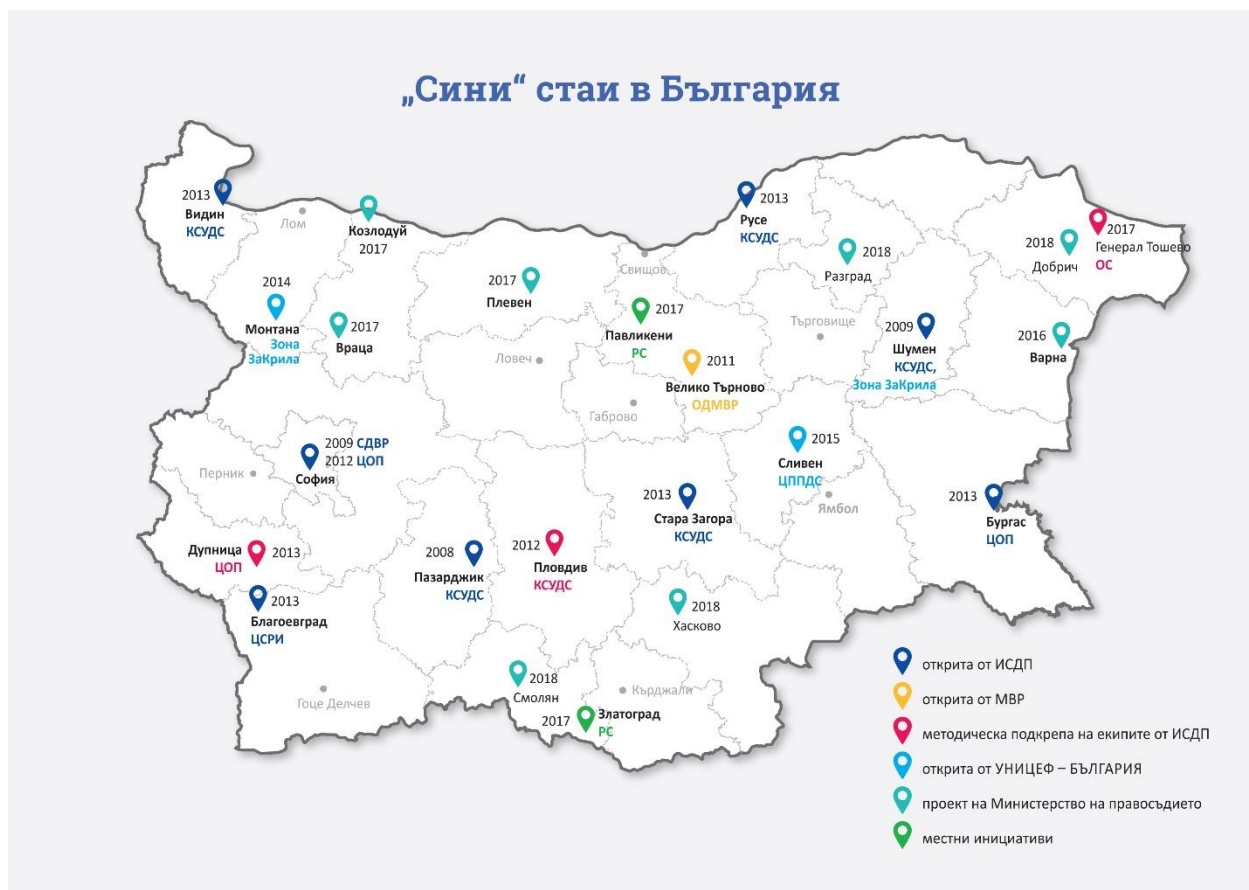 „Сини“ стаи в България
2013
Видин
КСУДС
Лом
Козлодуй
2017
2014
Монтана
Зона
ЗаКрила
2017
Враца
2017
Плевен
Ловеч
Свищов
2017
Павликени
РС
2011
Велико Търново
ОДМВР
Габрово
2013
Русе
КСУДС
2018
Разград
Търговище
2009
Шумен
КСУДС,
Зона ЗаКрила
2018
Добрич
2017
Генерал Тошево
ОС
2016
Варна
2009 СДВР
2012 ЦОП
София
Перник
Дупница
ЦОП
2013
2013
Благоевград
ЦСРИ
Гоце Делчев
2008
Пазарджик
КСУДС
2012
Пловдив
КСУДС
2013
Стара Загора
КСУДС
2015
Сливен
ЦППДС
Ямбол
2013
Бургас
ЦОП
2018
Хасково
2018
Смолян
2017
Златоград
РС
Кърджали
открита от ИСДП
открита от МВР
методическа подкрепа на екипите от ИСДП
открита от УНИЦЕФ – БЪЛГАРИЯ
проект на Министерство на правосъдието
местни инициативи